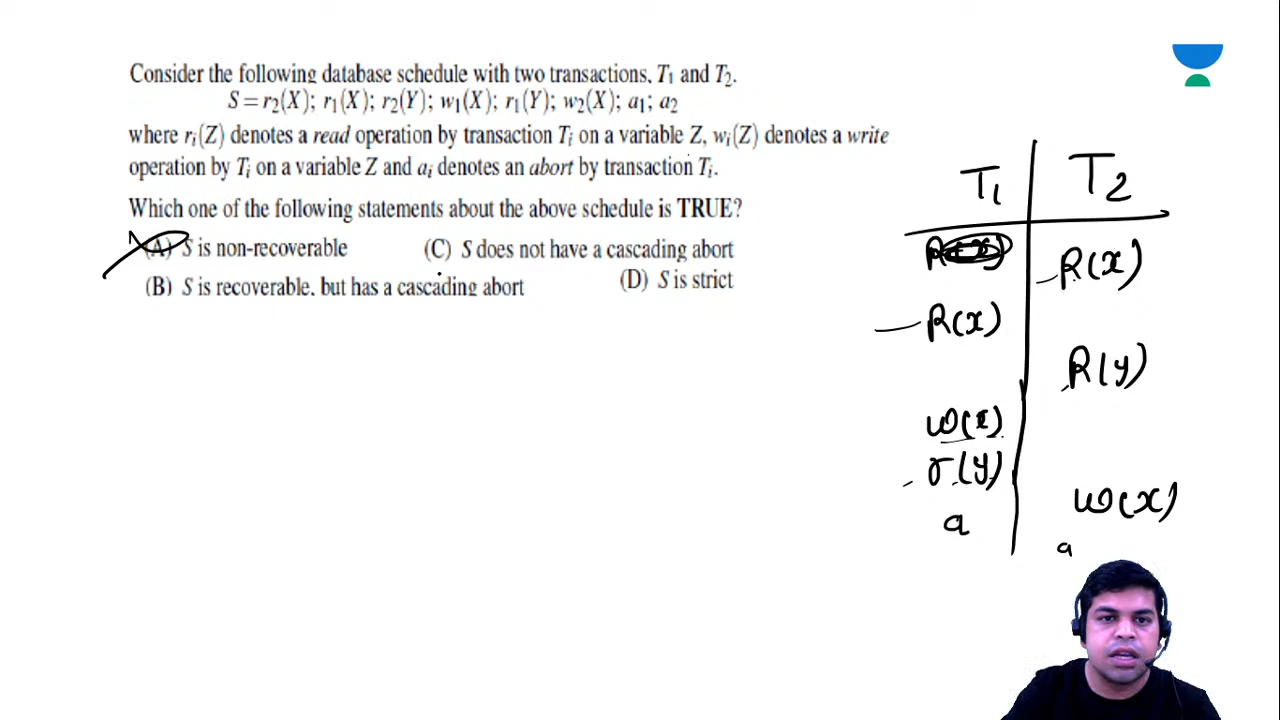 Consider the following database schedule with two transactions, T₁ and T₂.
S = r₂(X); r₁(X); r₂(Y); w₁(X); r₁(Y); w₂(X); a₁; a₂
where rᵢ(Z) denotes a read operation by transaction Tᵢ on a variable Z, wᵢ(Z) denotes a write
operation by Tᵢ on a variable Z and aᵢ denotes an abort by transaction Tᵢ.
Which one of the following statements about the above schedule is TRUE?
(A) S is non-recoverable (C) S does not have a cascading abort
(B) S is recoverable, but has a cascading abort (D) S is strict
T₁ T₂
R(x)
R(x)
R(y)
w(x)
r(y)
w(x)
a
a